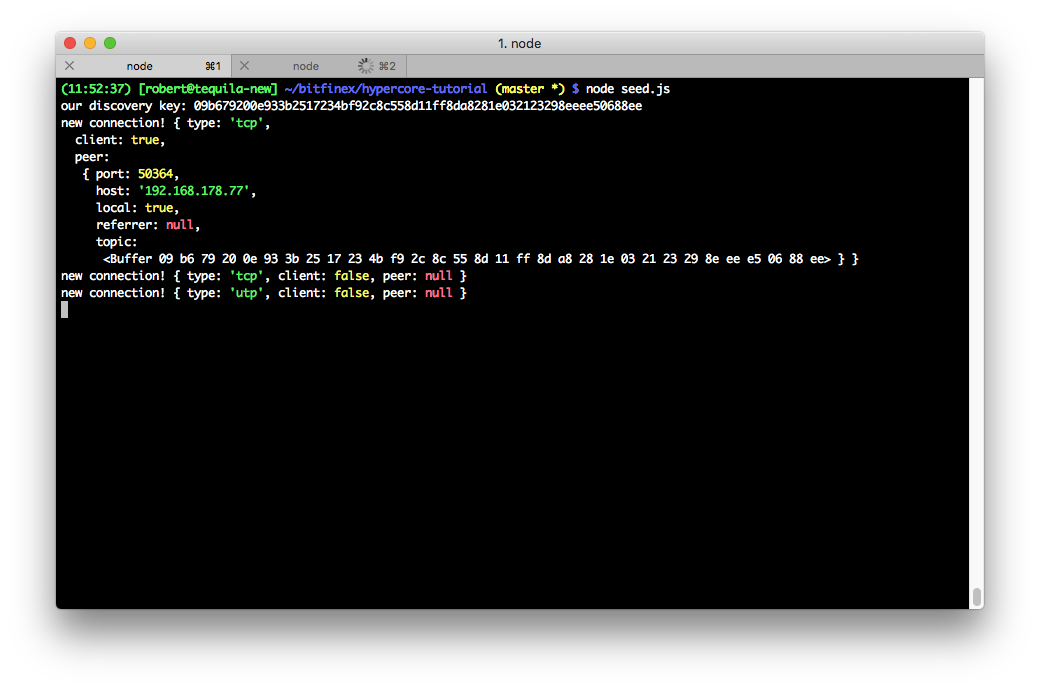 1. node
node ⌘1 node ⌘2
(11:52:37) [robert@tequila-new] ~/bitfinex/hypercore-tutorial (master *) $ node seed.js
our discovery key: 09b679200e933b2517234bf92c8c558d11ff8da8281e032123298eeee50688ee
new connection! { type: 'tcp',
  client: true,
  peer:
   { port: 50364,
     host: '192.168.178.77',
     local: true,
     referrer: null,
     topic:
      <Buffer 09 b6 79 20 0e 93 3b 25 17 23 4b f9 2c 8c 55 8d 11 ff 8d a8 28 1e 03 21 23 29 8e ee e5 06 88 ee> } }
new connection! { type: 'tcp', client: false, peer: null }
new connection! { type: 'utp', client: false, peer: null }